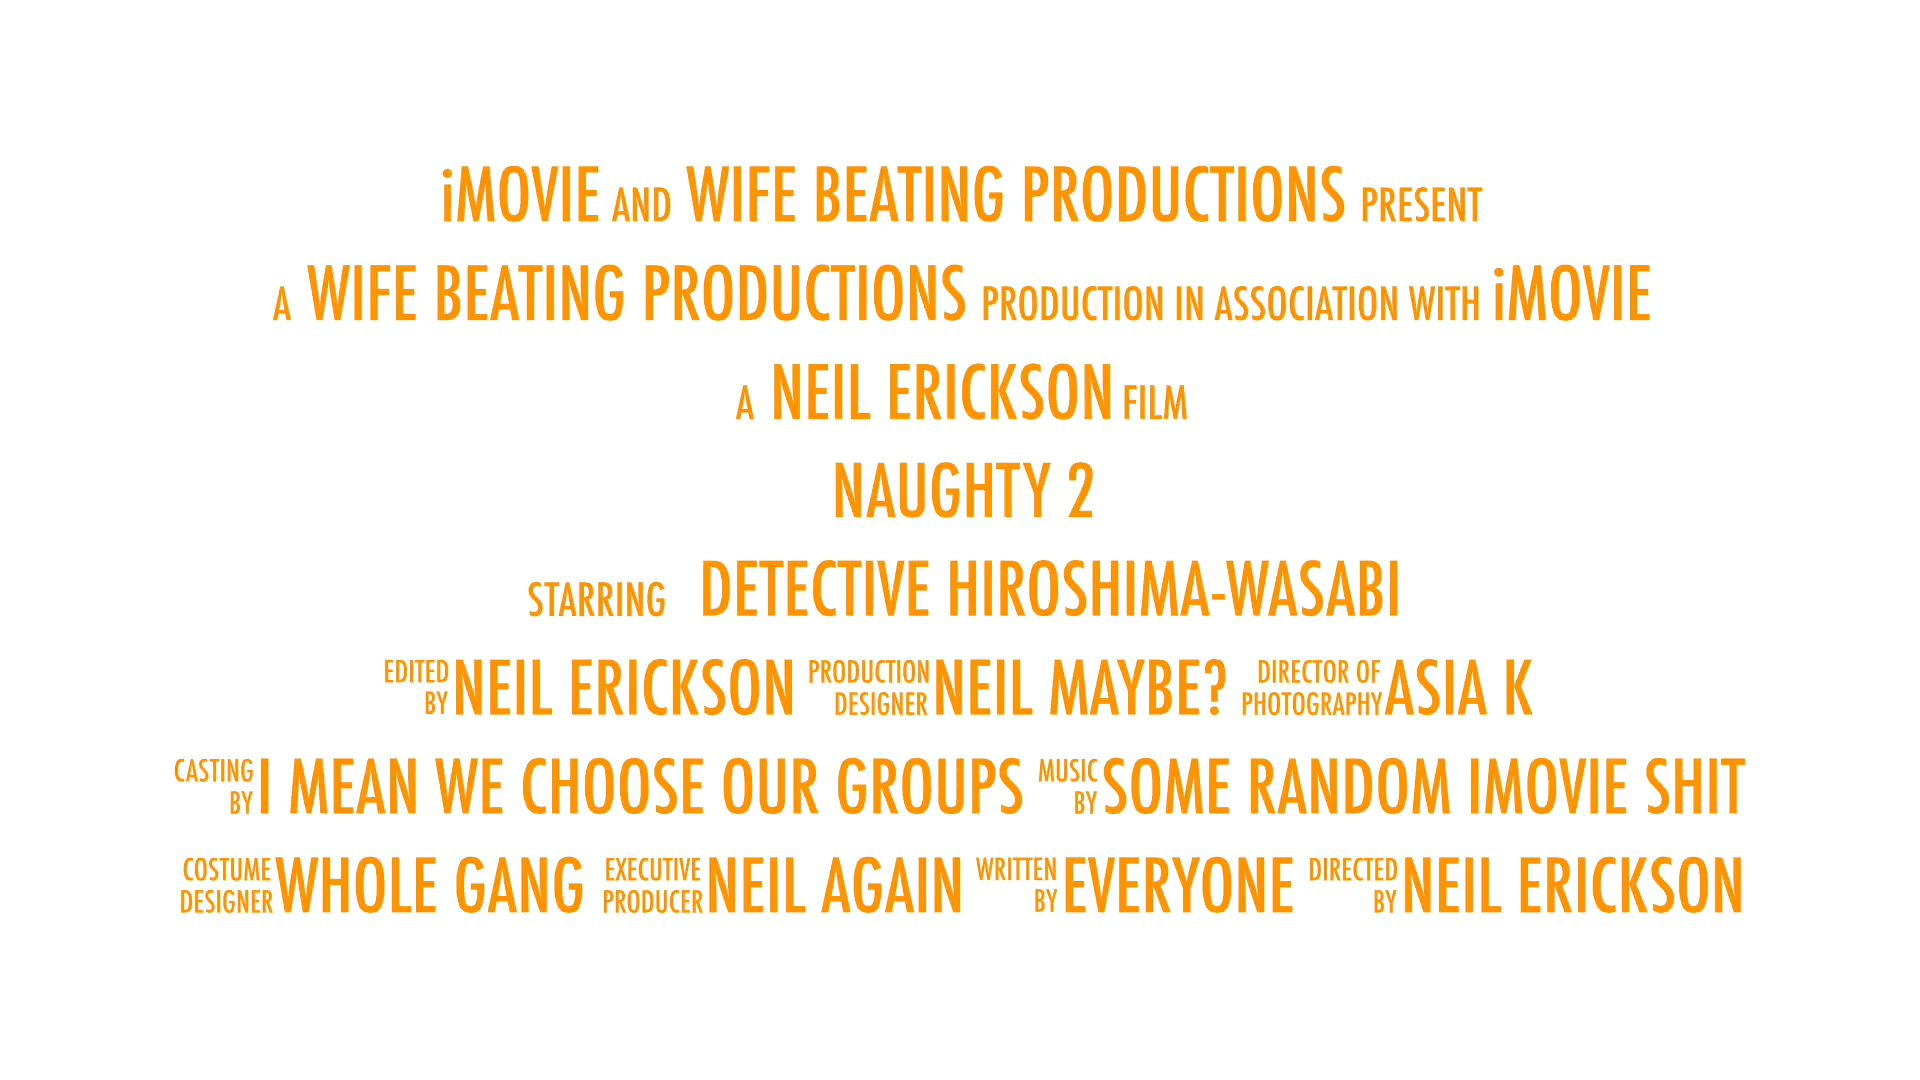 iMOVIE AND WIFE BEATING PRODUCTIONS PRESENT
A WIFE BEATING PRODUCTIONS PRODUCTION IN ASSOCIATION WITH iMOVIE
A NEIL ERICKSON FILM
NAUGHTY 2
STARRING DETECTIVE HIROSHIMA-WASABI
EDITED BY NEIL ERICKSON PRODUCTION DESIGNER NEIL MAYBE? DIRECTOR OF PHOTOGRAPHY ASIA K
CASTING BY I MEAN WE CHOOSE OUR GROUPS MUSIC BY SOME RANDOM IMOVIE SHIT
COSTUME DESIGNER WHOLE GANG EXECUTIVE PRODUCER NEIL AGAIN WRITTEN BY EVERYONE DIRECTED BY NEIL ERICKSON